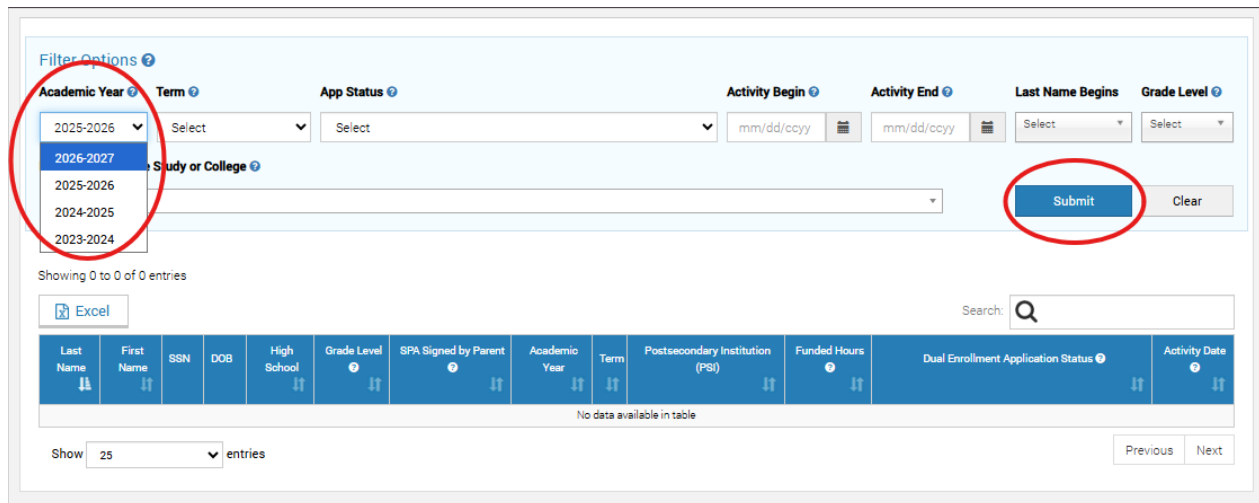 Filter Options
Academic Year Term App Status Activity Begin Activity End Last Name Begins Grade Level
2025-2026 Select Select mm/dd/ccyy mm/dd/ccyy Select Select
2026-2027
Study or College
2025-2026
2024-2025
2023-2024
Submit Clear
Showing 0 to 0 of 0 entries
Excel
Search:
Last Name First Name SSN DOB High School Grade Level SPA Signed by Parent Academic Year Term Postsecondary Institution (PSI) Funded Hours Dual Enrollment Application Status Activity Date
No data available in table
Show 25 entries
Previous Next